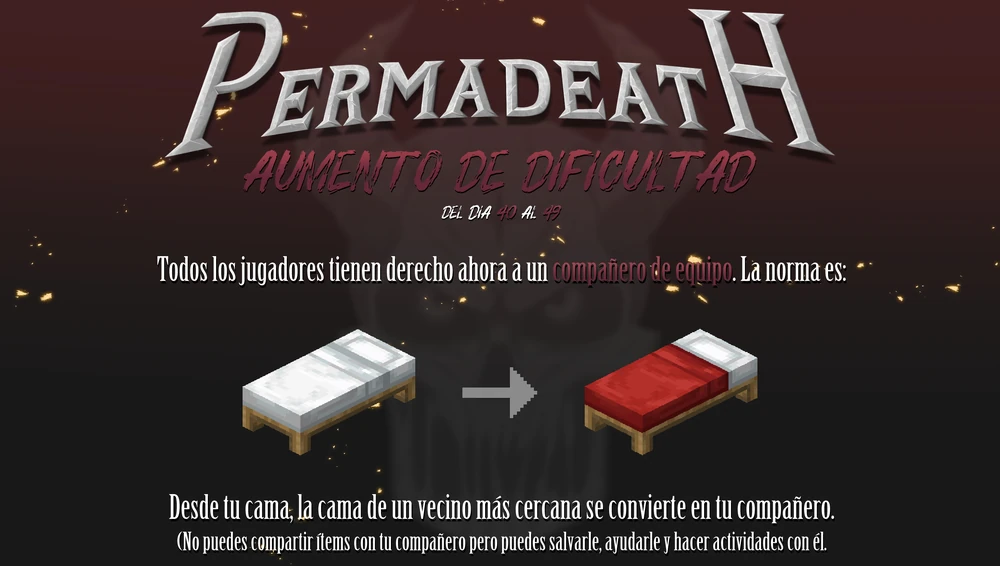 PERMADEATH
AUMENTO DE DIFICULTAD
DEL DÍA 40 AL 49
Todos los jugadores tienen derecho ahora a un compañero de equipo. La norma es:
Desde tu cama, la cama de un vecino más cercana se convierte en tu compañero.
(No puedes compartir ítems con tu compañero pero puedes salvarle, ayudarle y hacer actividades con él.